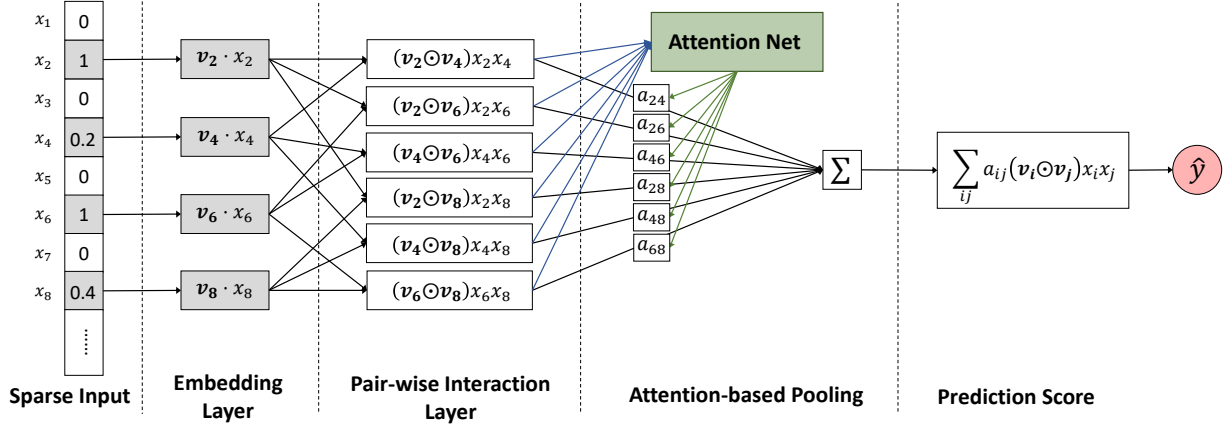 x₁ 0
x₂ 1
x₃ 0
x₄ 0.2
x₅ 0
x₆ 1
x₇ 0
x₈ 0.4
......
Sparse Input
v₂ · x₂
v₄ · x₄
v₆ · x₆
v₈ · x₈
Embedding
Layer
(v₂⊙v₄)x₂x₄
(v₂⊙v₆)x₂x₆
(v₄⊙v₆)x₄x₆
(v₂⊙v₈)x₂x₈
(v₄⊙v₈)x₄x₈
(v₆⊙v₈)x₆x₈
Pair-wise Interaction
Layer
Attention Net
a₂₄
a₂₆
a₄₆
a₂₈
a₄₈
a₆₈
∑
Attention-based Pooling
∑ᵢⱼ aᵢⱼ(vᵢ⊙vⱼ)xᵢxⱼ
Prediction Score
ŷ